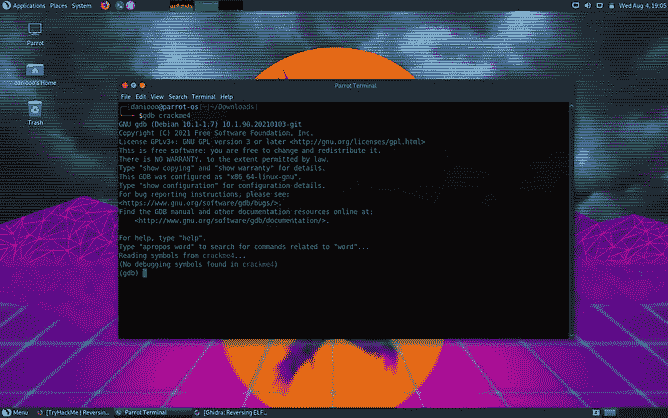 Applications Places System
Wed Aug 4, 19:05
Parrot
Trash
Parrot Terminal
File Edit View Search Terminal Help
$gdb crackme4
GNU gdb (Debian 10.1-1.7) 10.1.90.20210103-git
Copyright (C) 2021 Free Software Foundation, Inc.
License GPLv3+: GNU GPL version 3 or later <http://gnu.org/licenses/gpl.html>
This is free software: you are free to change and redistribute it.
There is NO WARRANTY, to the extent permitted by law.
Type "show copying" and "show warranty" for details.
This GDB was configured as "x86_64-linux-gnu".
Type "show configuration" for configuration details.
For bug reporting instructions, please see:
<https://www.gnu.org/software/gdb/bugs/>.
Find the GDB manual and other documentation resources online at:
<http://www.gnu.org/software/gdb/documentation/>.
For help, type "help".
Type "apropos word" to search for commands related to "word"...
Reading symbols from crackme4...
(No debugging symbols found in crackme4)
(gdb)
Menu
[TryHackMe | Reversing...
Parrot Terminal
[Ghidra: Reversing ELF...